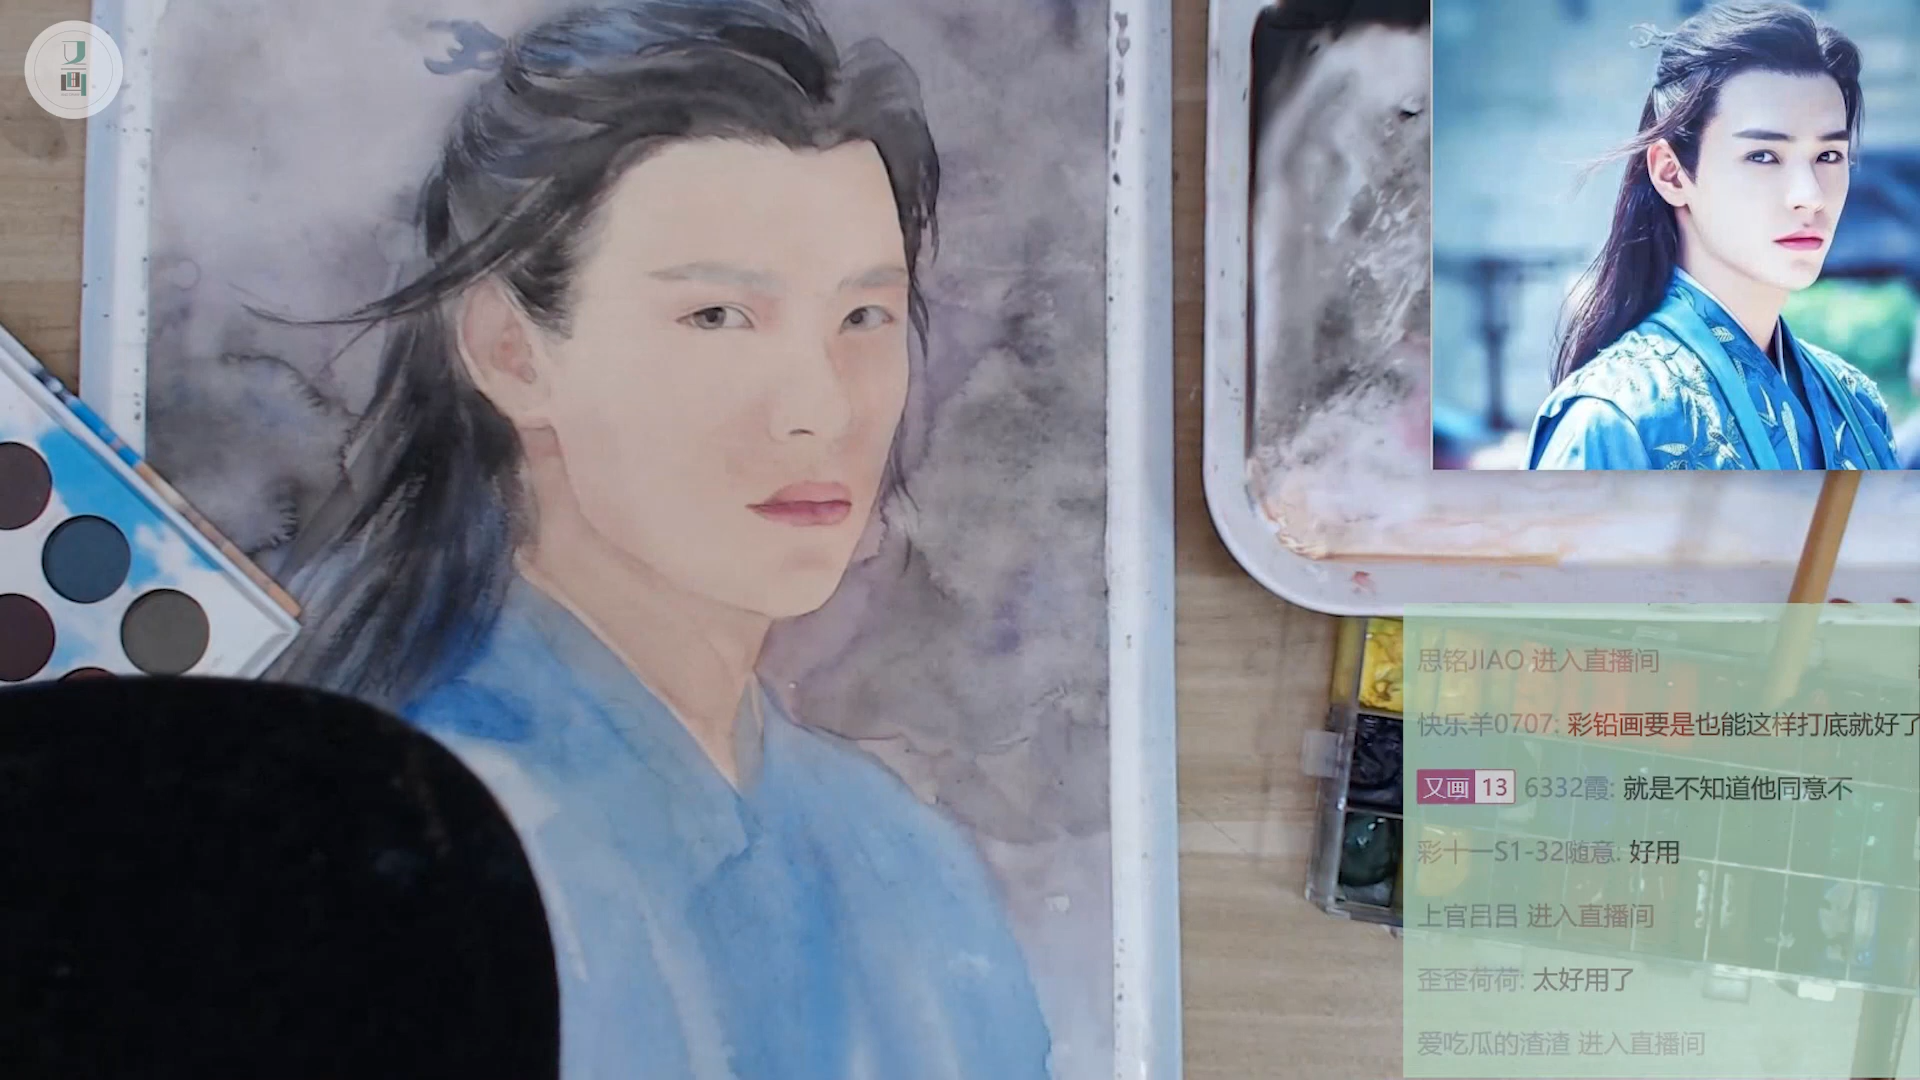 又画
思铭JIAO 进入直播间
快乐羊0707: 彩铅画要是也能这样打底就好了
又画 13 6332霞: 就是不知道他同意不
彩十一S1-32随意: 好用
上官吕吕 进入直播间
歪歪荷荷: 太好用了
爱吃瓜的渣渣 进入直播间